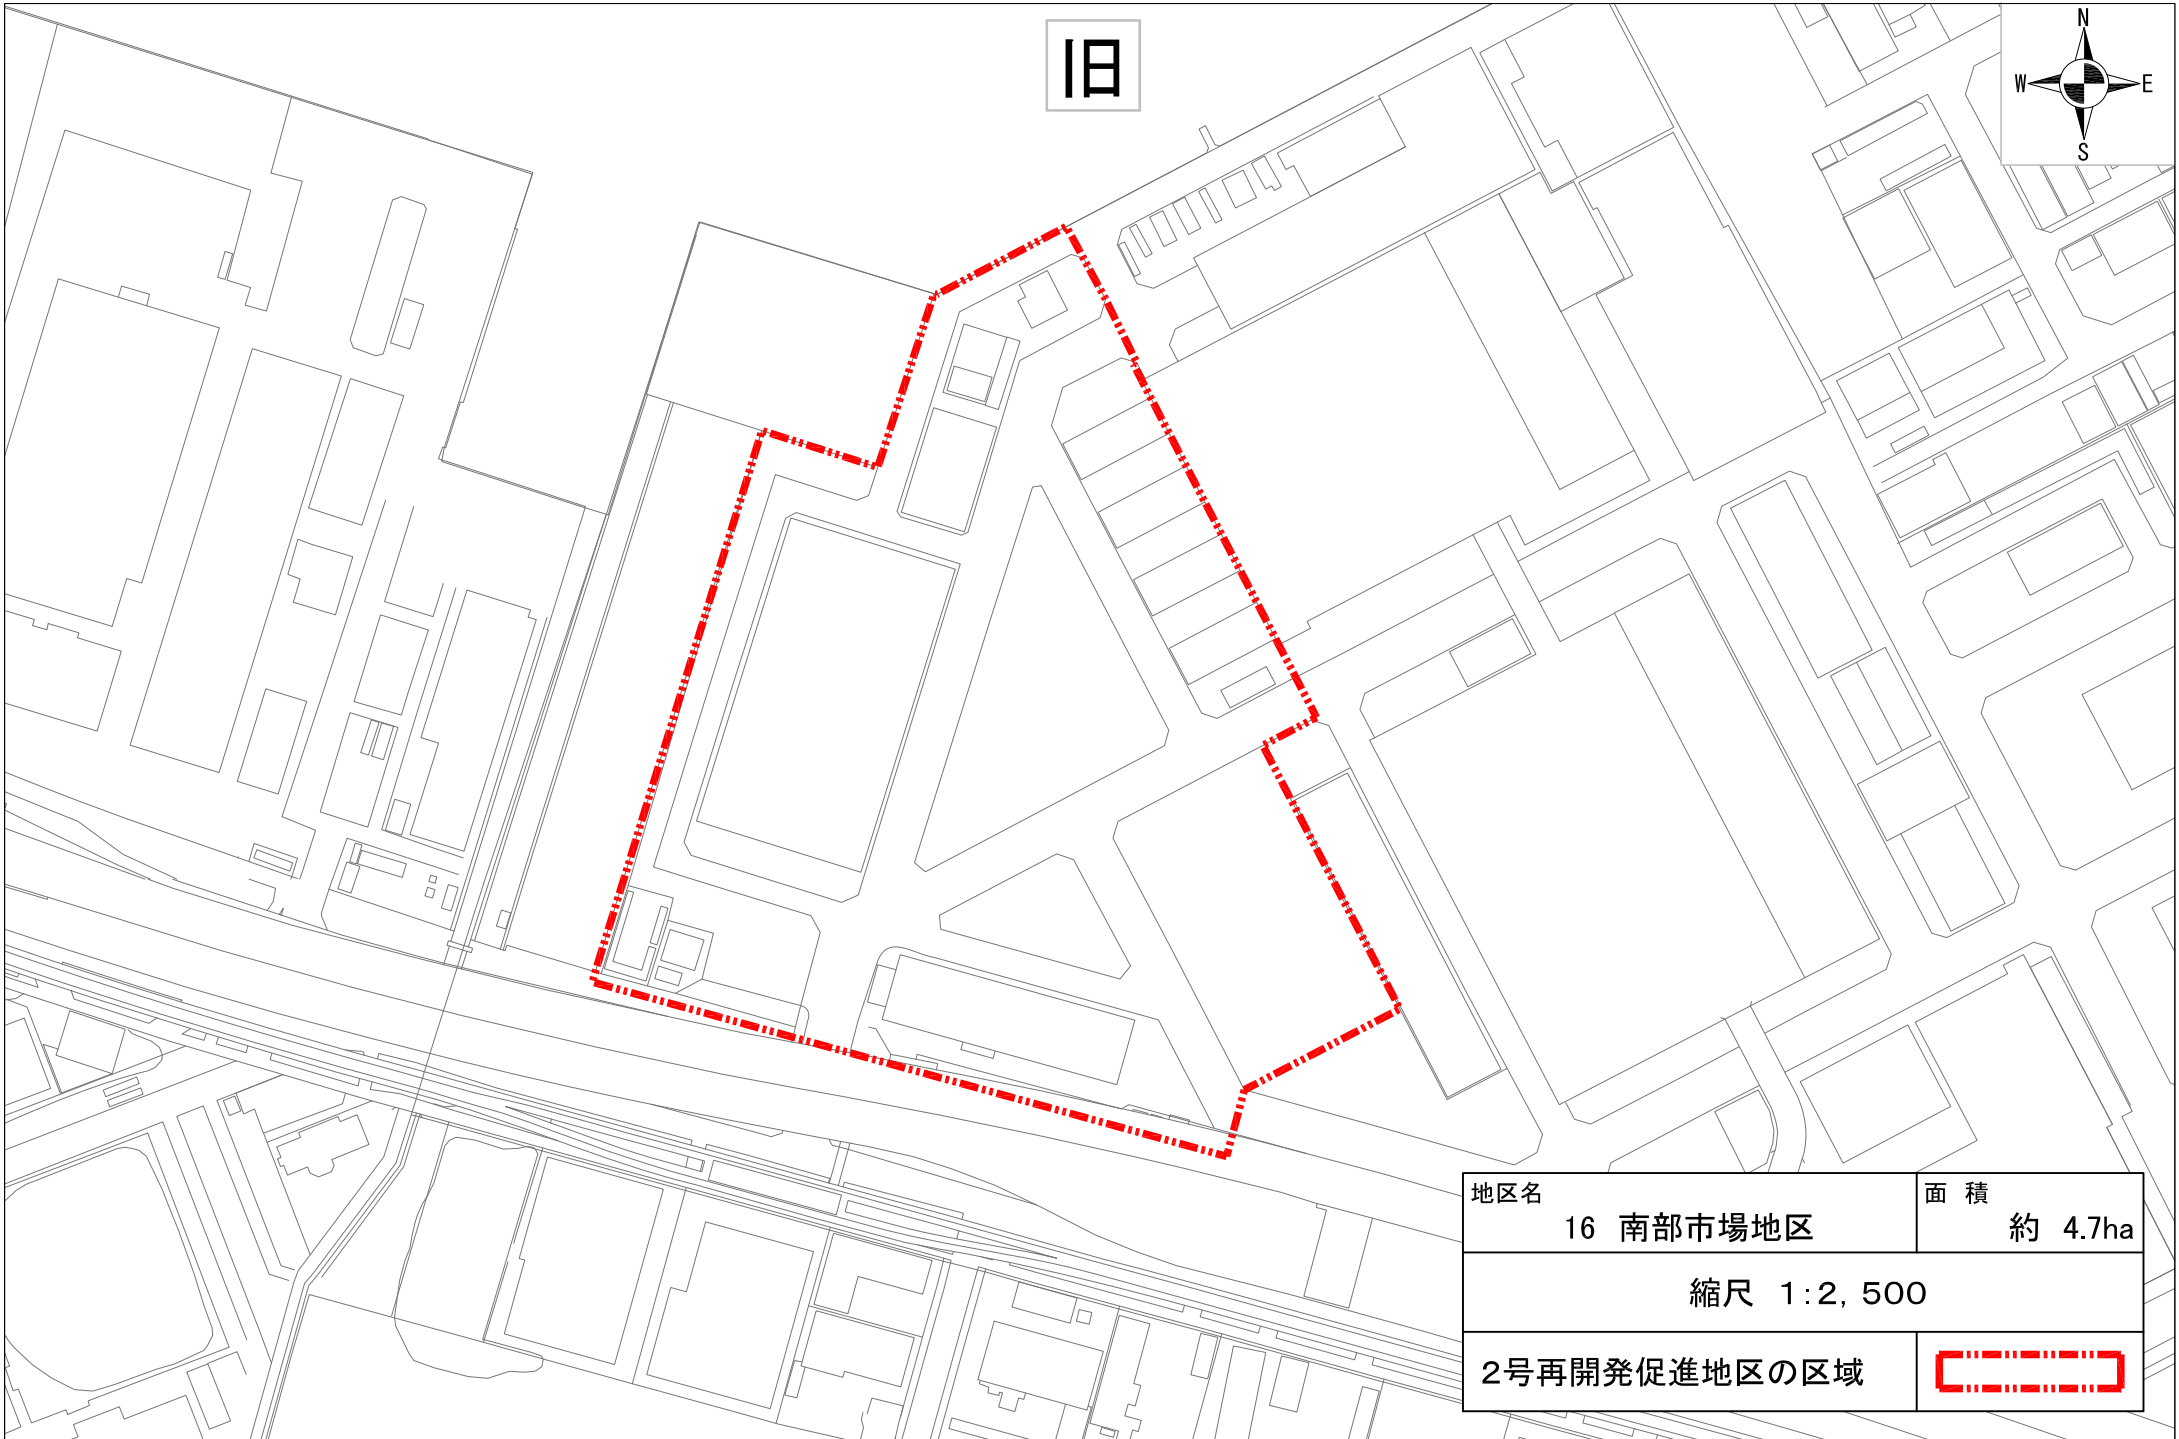 旧
N
W E
S
地区名
16 南部市場地区
面 積
約 4.7ha
縮尺 1:2,500
2号再開発促進地区の区域